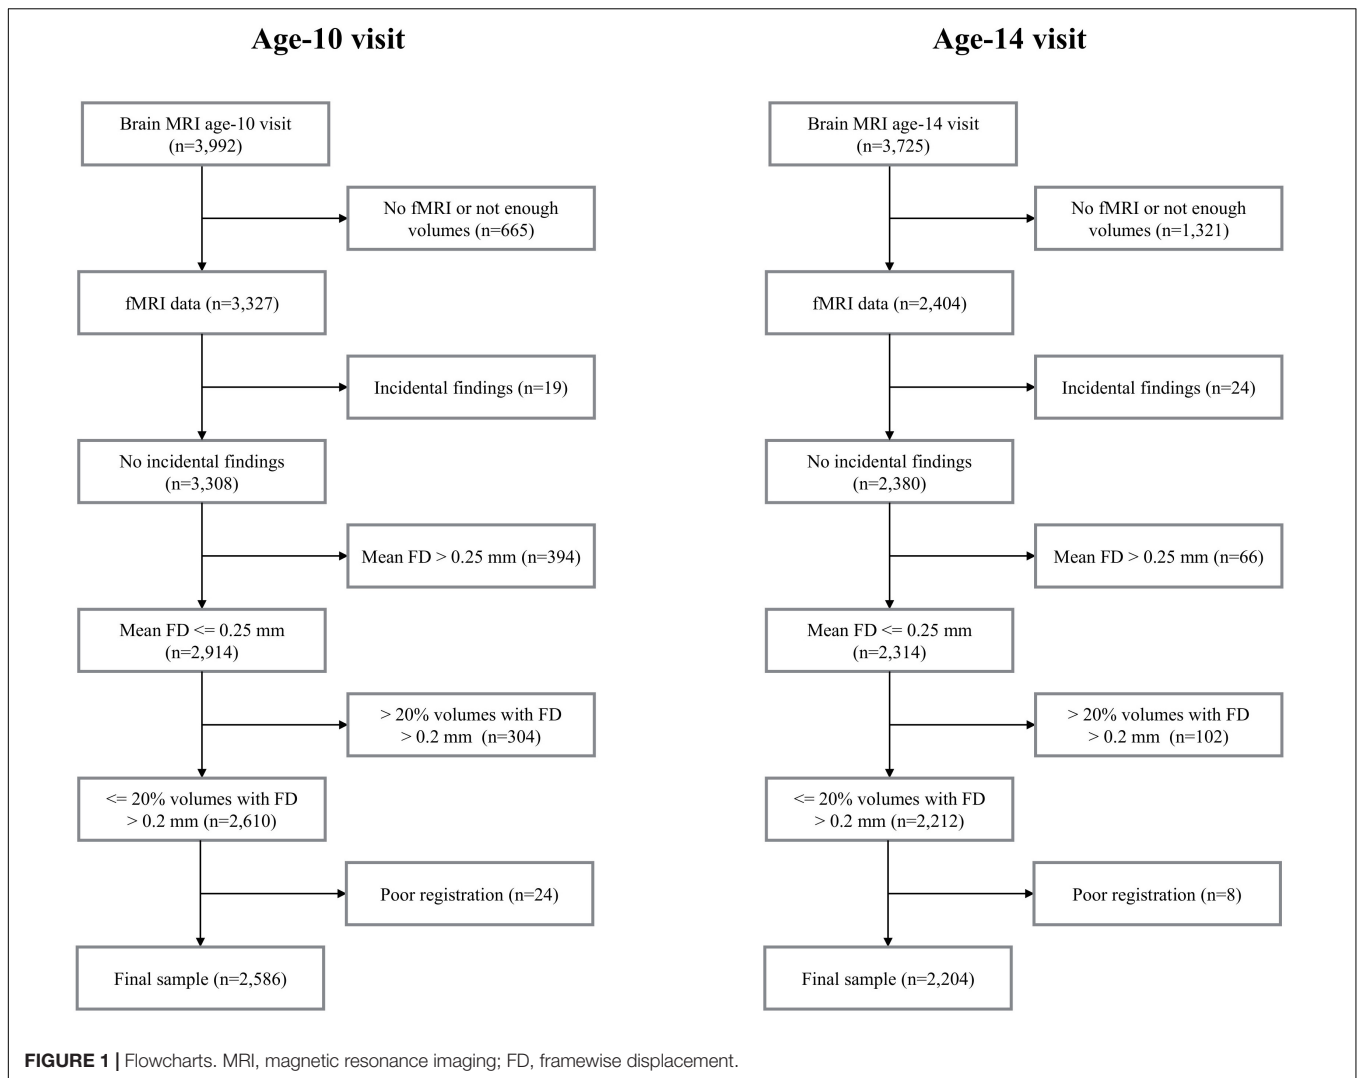 Age-10 visit
Brain MRI age-10 visit
(n=3,992)
No fMRI or not enough
volumes (n=665)
fMRI data (n=3,327)
Incidental findings (n=19)
No incidental findings
(n=3,308)
Mean FD > 0.25 mm (n=394)
Mean FD <= 0.25 mm
(n=2,914)
> 20% volumes with FD
> 0.2 mm (n=304)
<= 20% volumes with FD
> 0.2 mm (n=2,610)
Poor registration (n=24)
Final sample (n=2,586)
Age-14 visit
Brain MRI age-14 visit
(n=3,725)
No fMRI or not enough
volumes (n=1,321)
fMRI data (n=2,404)
Incidental findings (n=24)
No incidental findings
(n=2,380)
Mean FD > 0.25 mm (n=66)
Mean FD <= 0.25 mm
(n=2,314)
> 20% volumes with FD
> 0.2 mm (n=102)
<= 20% volumes with FD
> 0.2 mm (n=2,212)
Poor registration (n=8)
Final sample (n=2,204)
FIGURE 1 | Flowcharts. MRI, magnetic resonance imaging; FD, framewise displacement.